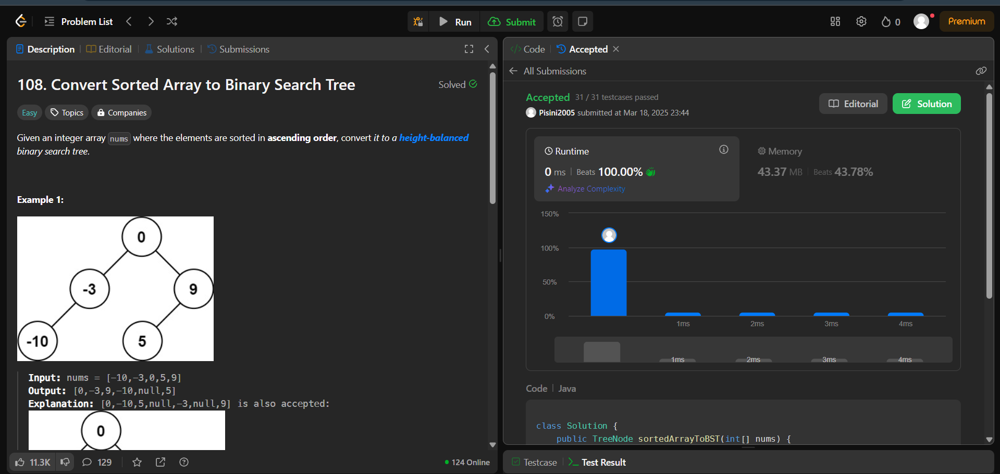 Problem List
Run
Submit
0
Premium
Description
Editorial
Solutions
Submissions
108. Convert Sorted Array to Binary Search Tree
Solved
Easy
Topics
Companies
Given an integer array nums where the elements are sorted in ascending order, convert it to a height-balanced
binary search tree.
Example 1:
0
-3
9
-10
5
Input: nums = [-10,-3,0,5,9]
Output: [0,-3,9,-10,null,5]
Explanation: [0,-10,5,null,-3,null,9] is also accepted:
0
11.3K
129
124 Online
</> Code
Accepted
All Submissions
Accepted 31 / 31 testcases passed
Pisini2005 submitted at Mar 18, 2025 23:44
Editorial
Solution
Runtime
0 ms | Beats 100.00%
Analyze Complexity
Memory
43.37 MB | Beats 43.78%
150%
100%
50%
0%
1ms
2ms
3ms
4ms
1ms
2ms
3ms
4ms
Code | Java
class Solution {
public TreeNode sortedArrayToBST(int[] nums) {
Testcase
Test Result